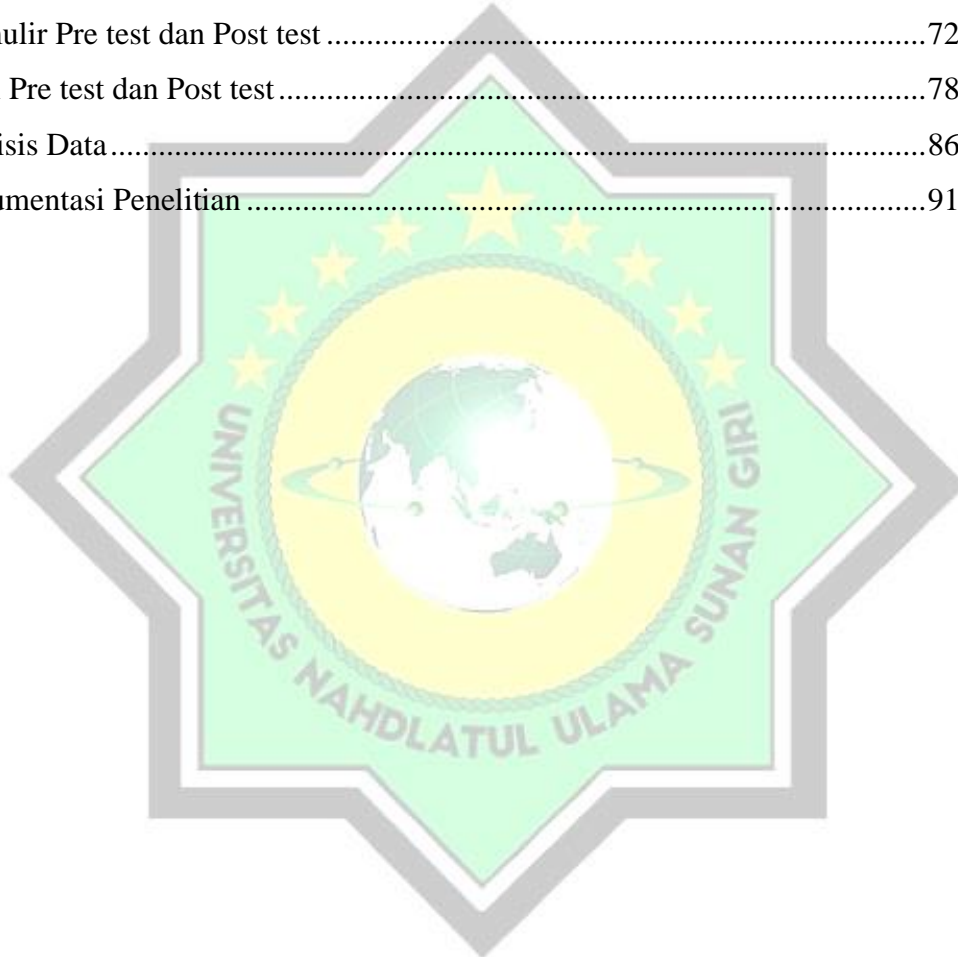 ulir Pre test dan Post test ........................................................................ 72
Pre test dan Post test ............................................................................... 78
isis Data .................................................................................................. 86
umentasi Penelitian .................................................................................. 91
UNIVERSITAS NAHDLATUL ULAMA SUNAN GIRI